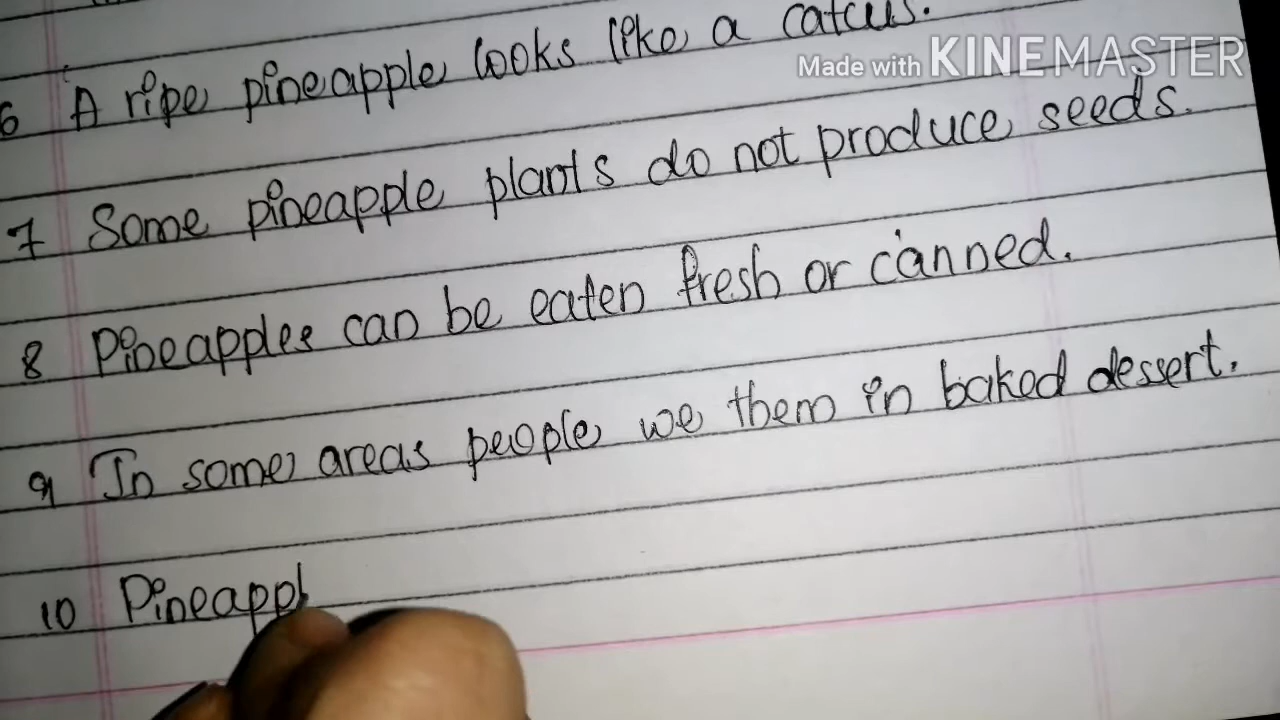 6 A ripe pineapple looks like a catcus.
Made with KINEMASTER
7 Some pineapple plants do not produce seeds.
8 Pineapples can be eaten fresh or canned.
9 In some areas people we them in baked dessert.
10 Pineappl